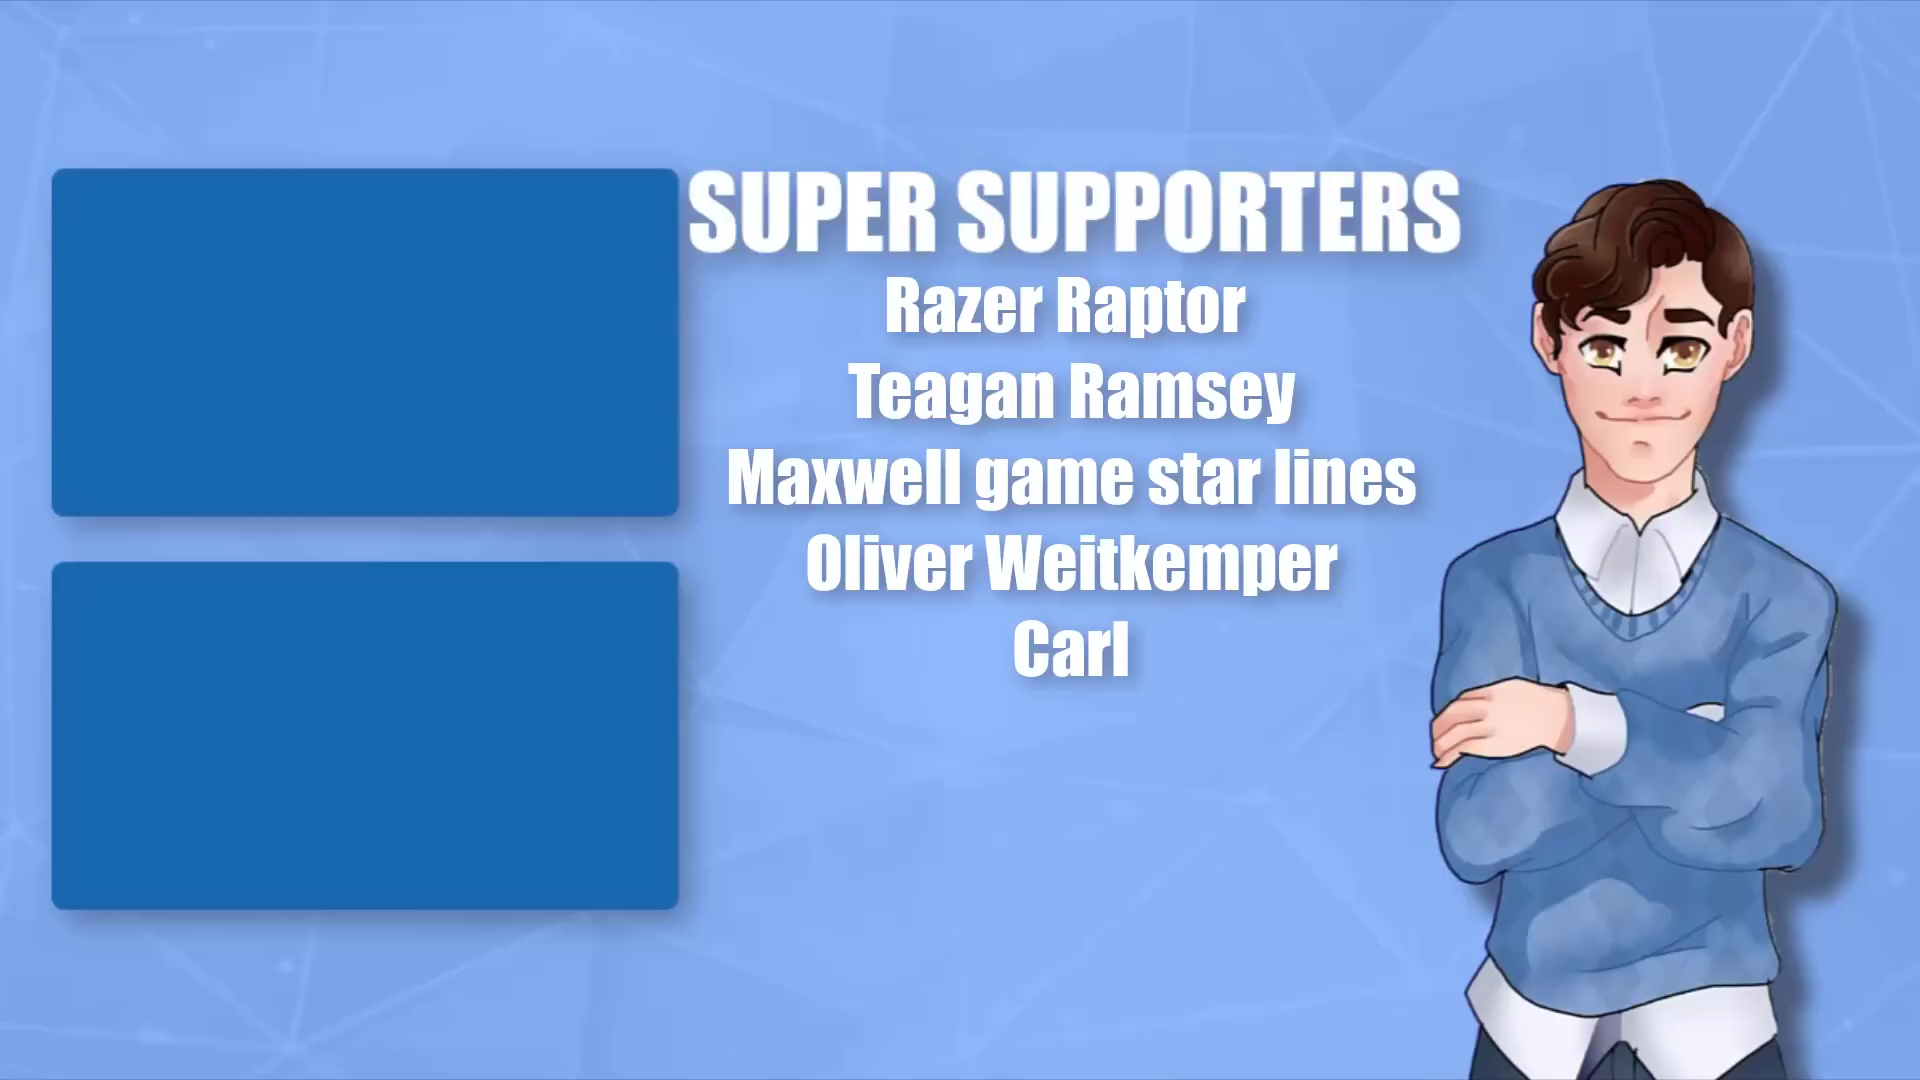 SUPER SUPPORTERS
Razer Raptor
Teagan Ramsey
Maxwell game star lines
Oliver Weitkemper
Carl